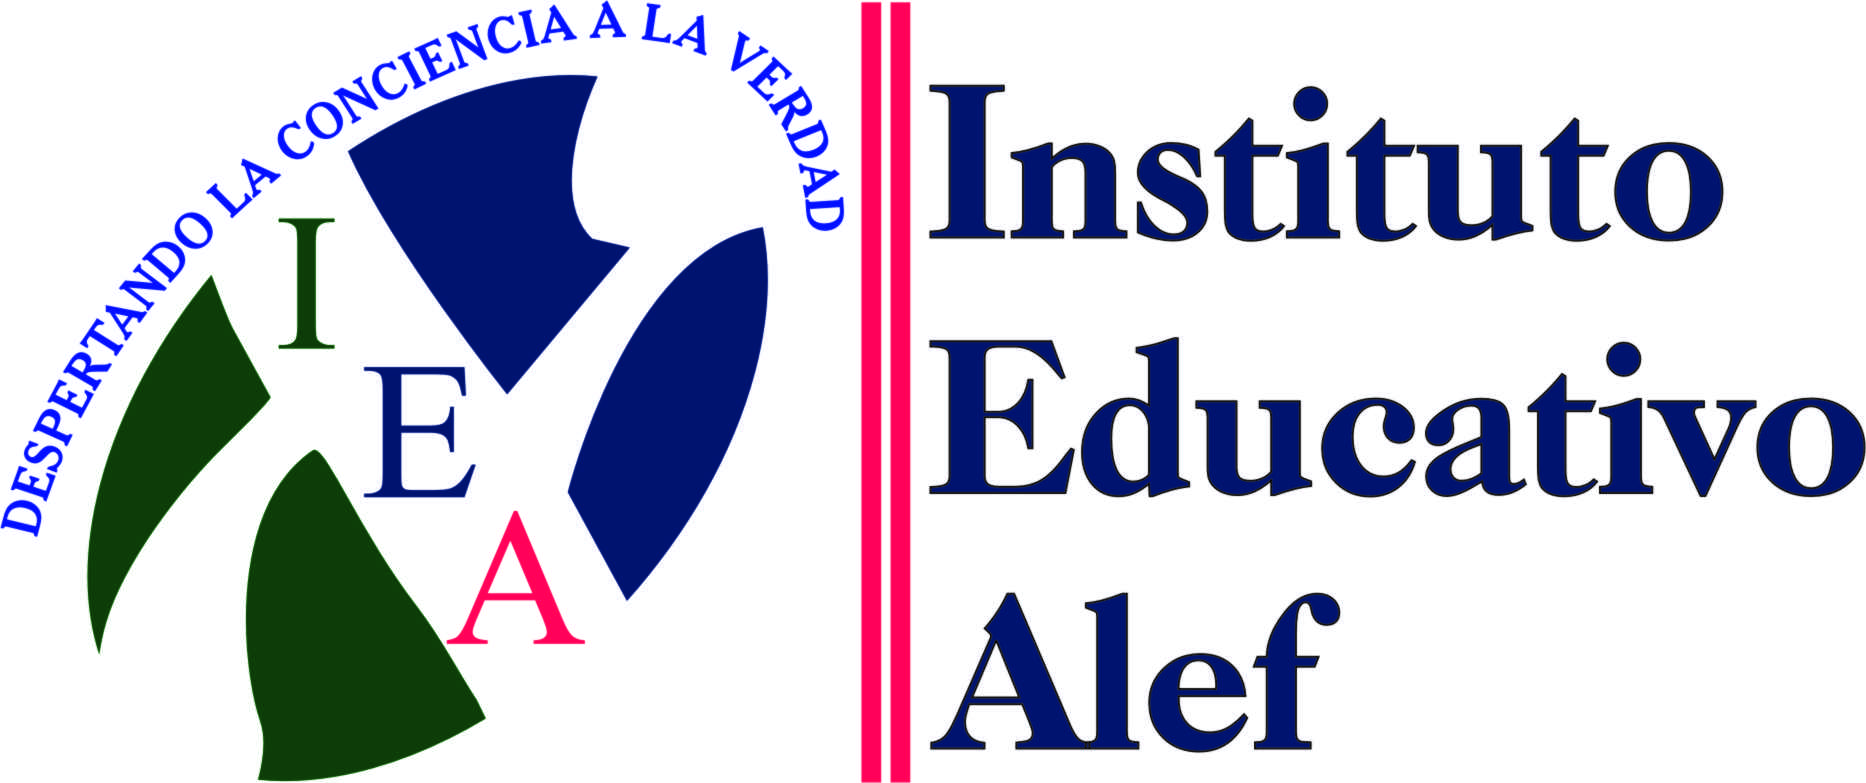 DESPERTANDO LA CONCIENCIA A LA VERDAD
I
E
A
Instituto
Educativo
Alef